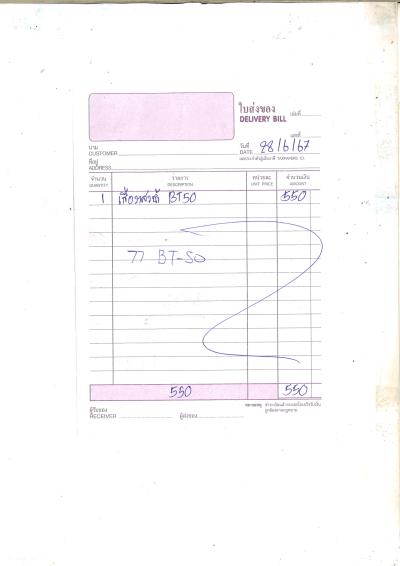 ใบส่งของ
DELIVERY BILL
เล่มที่
เลขที่
นาม
CUSTOMER
วันที่
DATE 28/6/67
ที่อยู่
ADDRESS
จำนวน รายการ หน่วยละ จำนวนเงิน
QUANTITY DESCRIPTION UNIT PRICE AMOUNT
1 BT50 550
77 BT-50
550 550
ผู้รับของ
RECEIVER ผู้ส่งของ